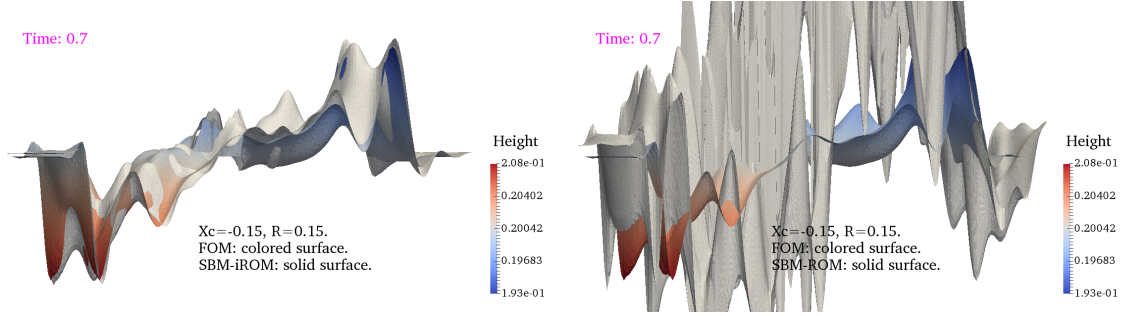 Time: 0.7
Height
2.08e-01
0.20402
0.20042
0.19683
1.93e-01
Xc=-0.15, R=0.15.
FOM: colored surface.
SBM-iROM: solid surface.
Time: 0.7
Height
2.08e-01
0.20402
0.20042
0.19683
1.93e-01
Xc=-0.15, R=0.15.
FOM: colored surface.
SBM-ROM: solid surface.